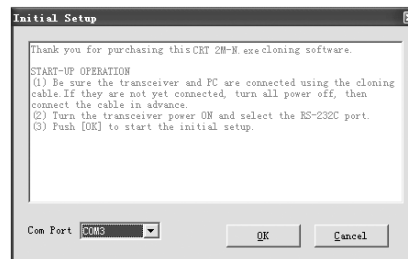 Initial Setup
Thank you for purchasing this CRT 2M-N.exe cloning software.
START-UP OPERATION
(1) Be sure the transceiver and PC are connected using the cloning
cable.If they are not yet connected, turn all power off, then
connect the cable in advance.
(2) Turn the transceiver power ON and select the RS-232C port.
(3) Push [OK] to start the initial setup.
Com Port COM3 OK Cancel